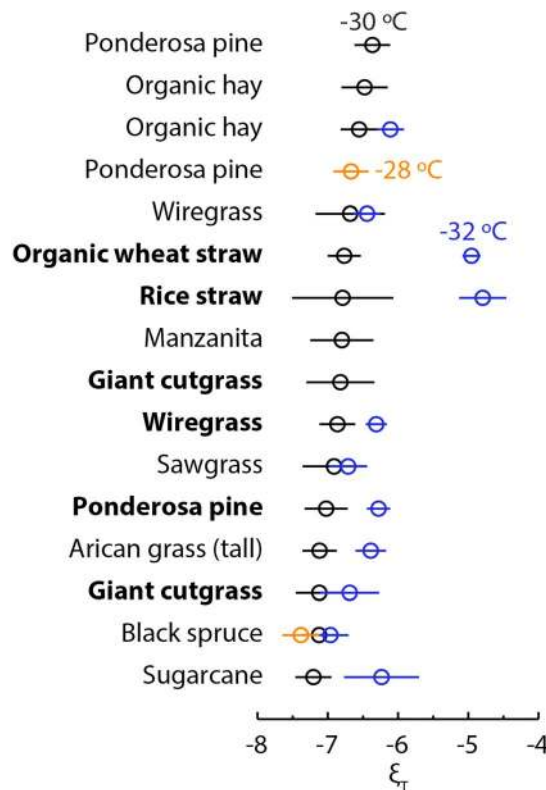 -30 ºC
Ponderosa pine
Organic hay
Organic hay
Ponderosa pine -28 ºC
Wiregrass
-32 ºC
Organic wheat straw
Rice straw
Manzanita
Giant cutgrass
Wiregrass
Sawgrass
Ponderosa pine
Arican grass (tall)
Giant cutgrass
Black spruce
Sugarcane
-8 -7 -6 -5 -4
ξT